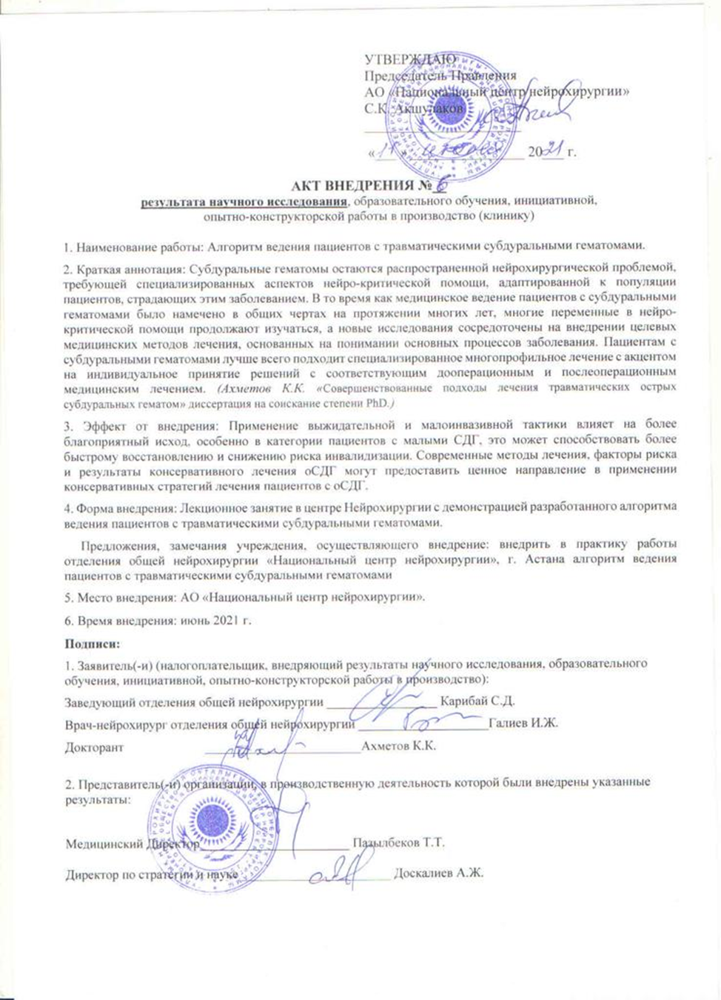 УТВЕРЖДАЮ
Председатель Правления
АО «Национальный центр нейрохирургии»
С.К. Акшулаков
«11» 2021 г.
АКТ ВНЕДРЕНИЯ № 6
результата научного исследования, образовательного обучения, инициативной,
опытно-конструкторской работы в производство (клинику)
1. Наименование работы: Алгоритм ведения пациентов с травматическими субдуральными гематомами.
2. Краткая аннотация: Субдуральные гематомы остаются распространенной нейрохирургической проблемой,
требующей специализированных аспектов нейро-критической помощи, адаптированной к популяции
пациентов, страдающих этим заболеванием. В то время как медицинское ведение пациентов с субдуральными
гематомами было намечено в общих чертах на протяжении многих лет, многие переменные в нейро-
критической помощи продолжают изучаться, а новые исследования сосредоточены на внедрении целевых
медицинских методов лечения, основанных на понимании основных процессов заболевания. Пациентам с
субдуральными гематомами лучше всего подходит специализированное многопрофильное лечение с акцентом
на индивидуальное принятие решений с соответствующим дооперационным и послеоперационным
медицинским лечением. (Ахметов К.К. «Совершенствованные подходы лечения травматических острых
субдуральных гематом» диссертация на соискание степени PhD.)
3. Эффект от внедрения: Применение выжидательной и малоинвазивной тактики влияет на более
благоприятный исход, особенно в категории пациентов с малыми СДГ, это может способствовать более
быстрому восстановлению и снижению риска инвалидизации. Современные методы лечения, факторы риска
и результаты консервативного лечения оСДГ могут предоставить ценное направление в применении
консервативных стратегий лечения пациентов с оСДГ.
4. Форма внедрения: Лекционное занятие в центре Нейрохирургии с демонстрацией разработанного алгоритма
ведения пациентов с травматическими субдуральными гематомами.
Предложения, замечания учреждения, осуществляющего внедрение: внедрить в практику работы
отделения общей нейрохирургии «Национальный центр нейрохирургии», г. Астана алгоритм ведения
пациентов с травматическими субдуральными гематомами
5. Место внедрения: АО «Национальный центр нейрохирургии».
6. Время внедрения: июнь 2021 г.
Подписи:
1. Заявитель(-и) (налогоплательщик, внедряющий результаты научного исследования, образовательного
обучения, инициативной, опытно-конструкторской работы в производство):
Заведующий отделения общей нейрохирургии Карибай С.Д.
Врач-нейрохирург отделения общей нейрохирургии Галиев И.Ж.
Докторант Ахметов К.К.
2. Представитель(-и) организации, в производственную деятельность которой были внедрены указанные
результаты:
Медицинский Директор Пазылбеков Т.Т.
Директор по стратегии и науке Доскалиев А.Ж.